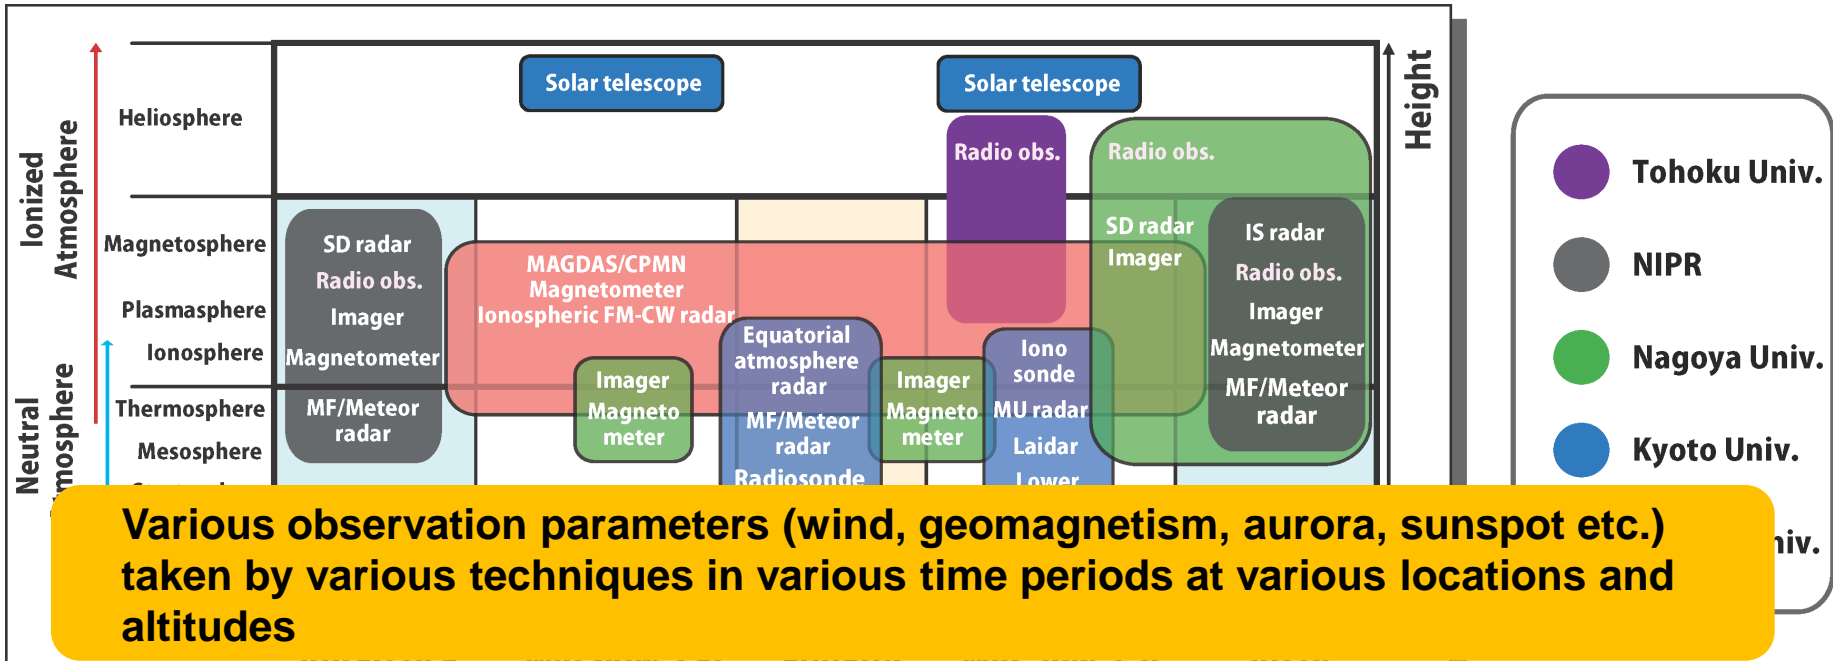 Solar telescope
Solar telescope
Height
Heliosphere
Ionized
Atmosphere
Radio obs.
Radio obs.
Tohoku Univ.
Magnetosphere
SD radar
Radio obs.
Imager
Magnetometer
MF/Meteor
radar
MAGDAS/CPMN
Magnetometer
Ionospheric FM-CW radar
SD radar
Imager
IS radar
Radio obs.
Imager
Magnetometer
MF/Meteor
radar
NIPR
Plasmasphere
Ionosphere
Equatorial
atmosphere
radar
MF/Meteor
radar
Radiosonde
Iono
sonde
MU radar
Laidar
Lower
Nagoya Univ.
Neutral
Thermosphere
Mesosphere
Imager
Magneto
meter
Imager
Magneto
meter
Kyoto Univ.
Various observation parameters (wind, geomagnetism, aurora, sunspot etc.)
taken by various techniques in various time periods at various locations and
altitudes